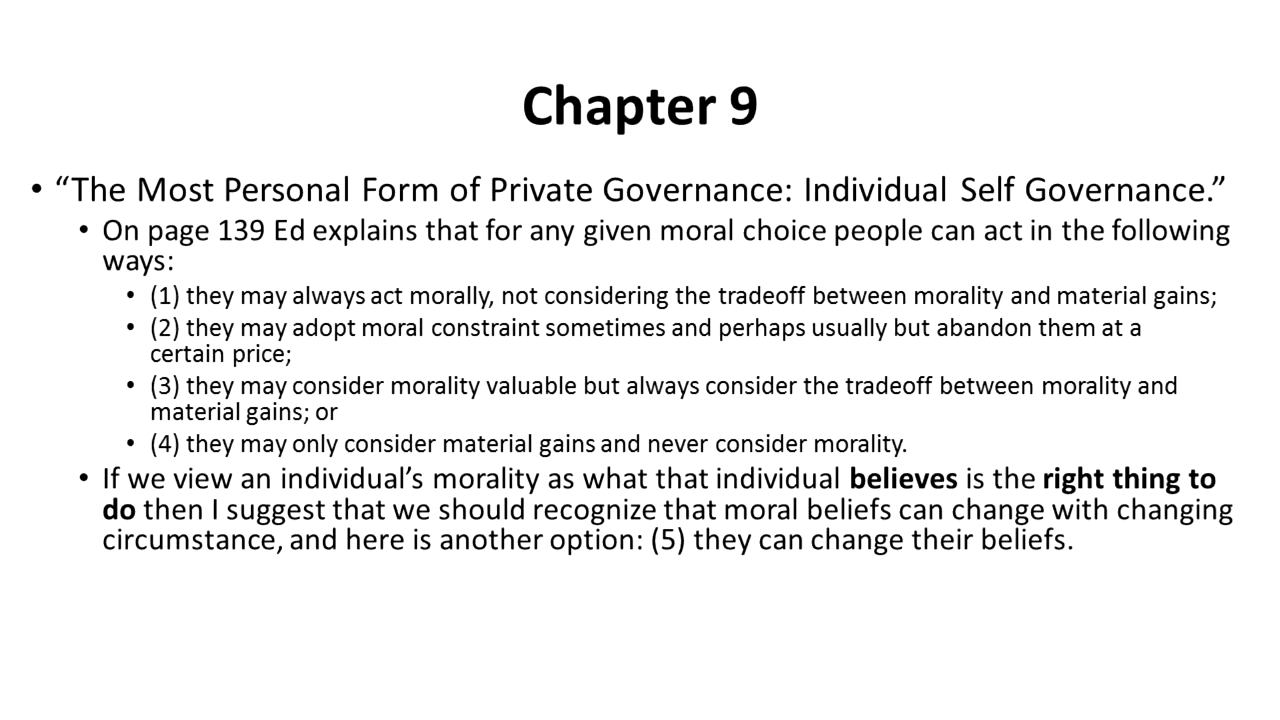 Chapter 9
• “The Most Personal Form of Private Governance: Individual Self Governance.”
• On page 139 Ed explains that for any given moral choice people can act in the following
ways:
• (1) they may always act morally, not considering the tradeoff between morality and material gains;
• (2) they may adopt moral constraint sometimes and perhaps usually but abandon them at a
certain price;
• (3) they may consider morality valuable but always consider the tradeoff between morality and
material gains; or
• (4) they may only consider material gains and never consider morality.
• If we view an individual’s morality as what that individual believes is the right thing to
do then I suggest that we should recognize that moral beliefs can change with changing
circumstance, and here is another option: (5) they can change their beliefs.